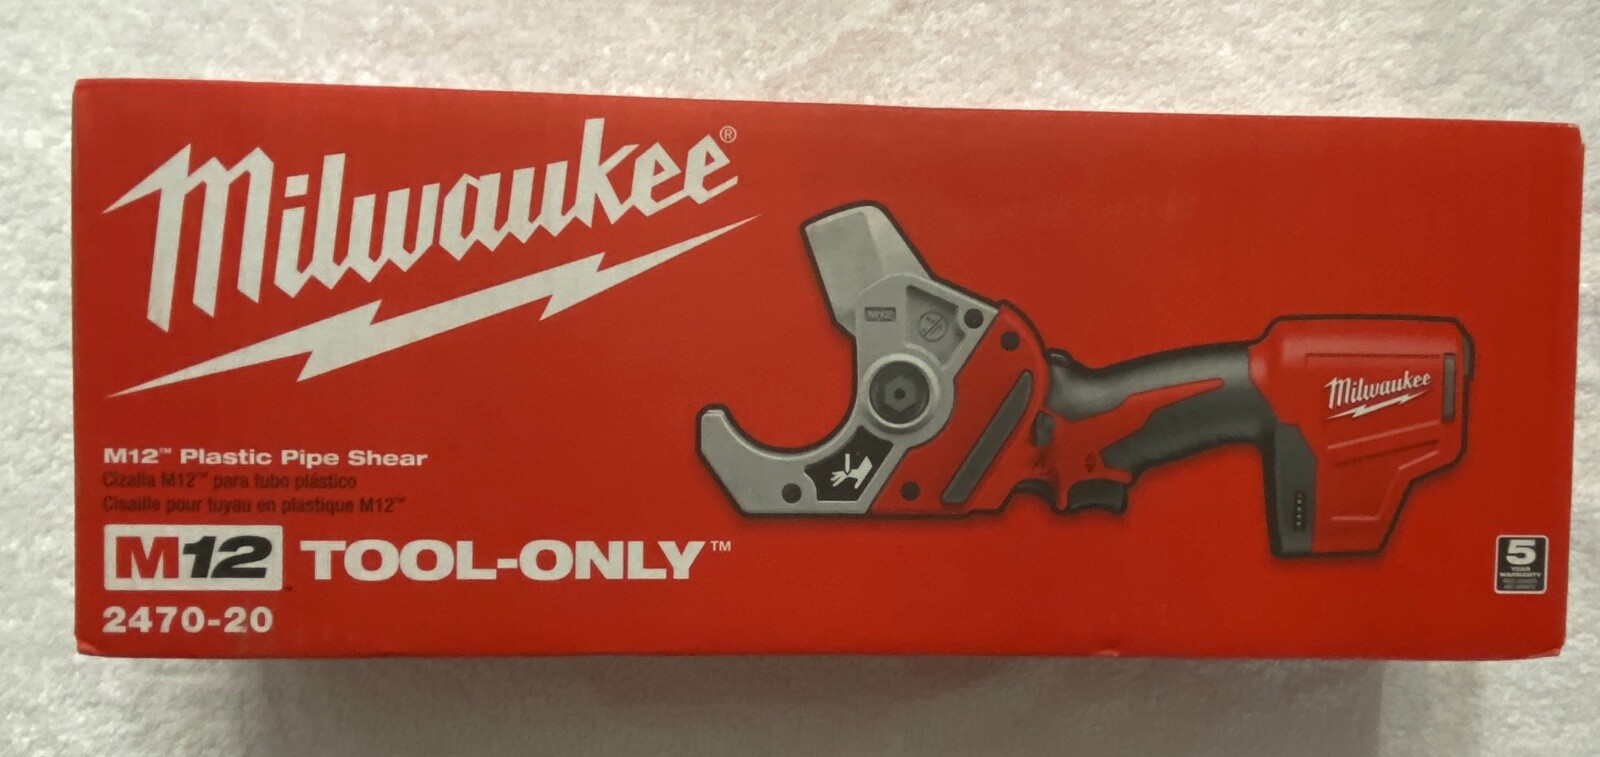 Milwaukee®
M12™ Plastic Pipe Shear
Cizalla M12™ para tubo plástico
Cisaille pour tuyau en plastique M12™
M12™ TOOL-ONLY™
2470-20
M12
Milwaukee
5
YEAR
WARRANTY